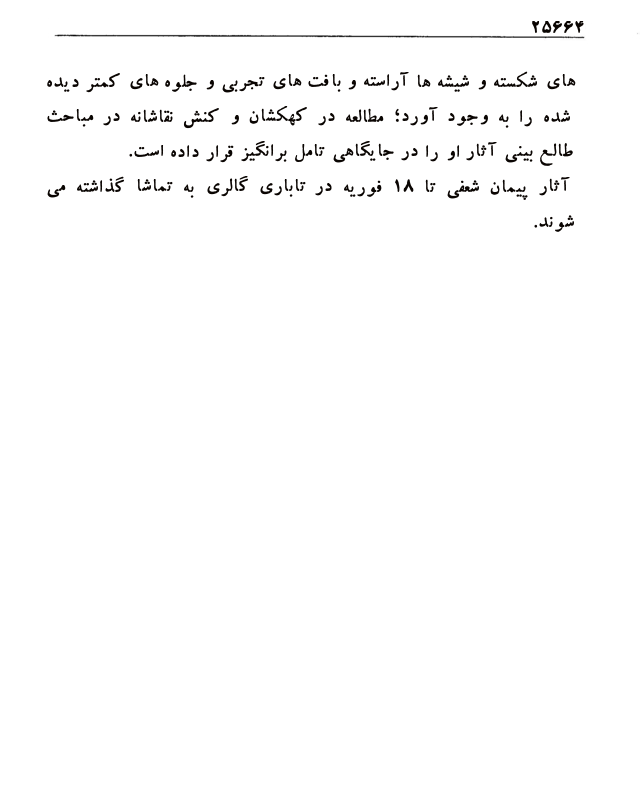 ۲۵۶۶۴
های شکسته و شیشه ها آراسته و بافت های تجربی و جلوه های کمتر دیده
شده را به وجود آورد؛ مطالعه در کهکشان و کنش نقاشانه در مباحث
طالع بینی آثار او را در جایگاهی تامل برانگیز قرار داده است.
آثار پیمان شعفی تا ۱۸ فوریه در تاباری گالری به تماشا گذاشته می
شوند.